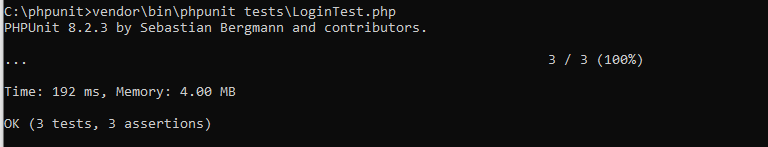 C:\phpunit>vendor\bin\phpunit tests\LoginTest.php
PHPUnit 8.2.3 by Sebastian Bergmann and contributors.
... 3 / 3 (100%)
Time: 192 ms, Memory: 4.00 MB
OK (3 tests, 3 assertions)